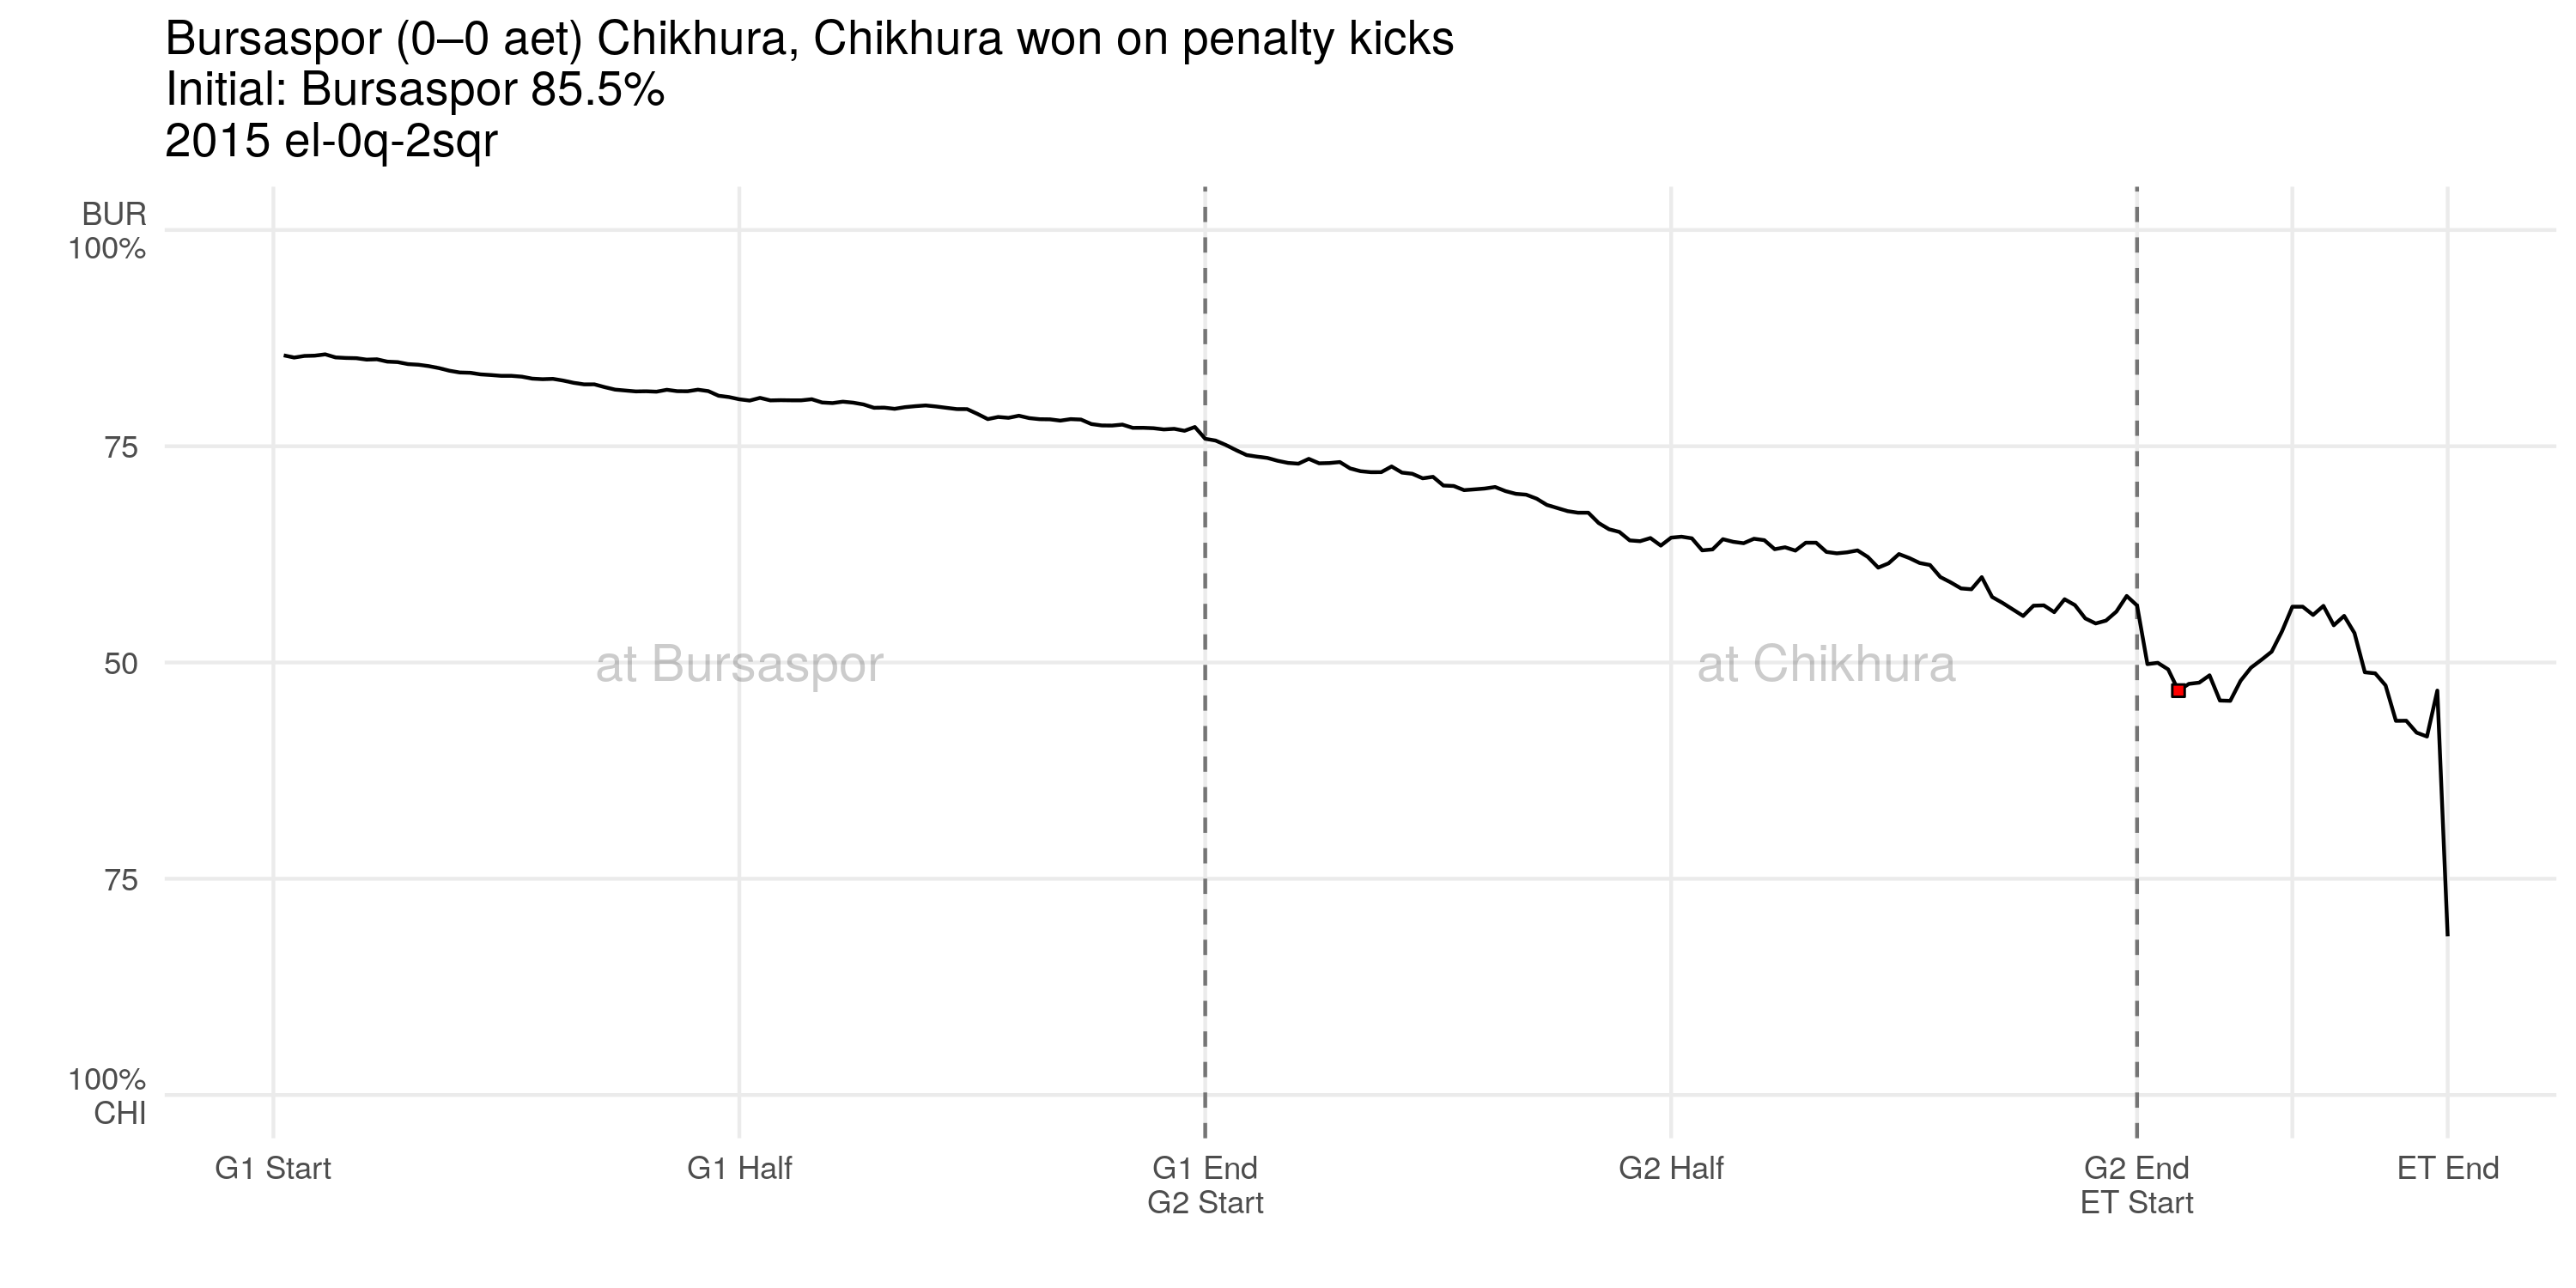 Bursaspor (0–0 aet) Chikhura, Chikhura won on penalty kicks
Initial: Bursaspor 85.5%
2015 el-0q-2sqr
BUR
100%
75
50
75
100%
CHI
at Bursaspor
at Chikhura
G1 Start
G1 Half
G1 End
G2 Start
G2 Half
G2 End
ET Start
ET End